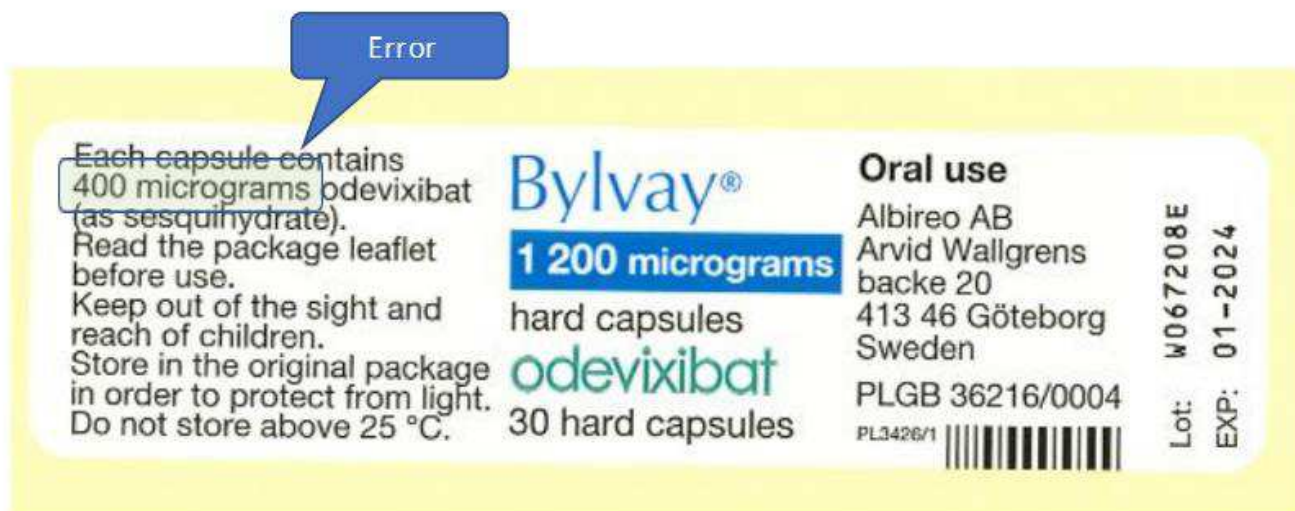 Error
Each capsule contains
400 micrograms odevixibat
(as sesquihydrate).
Read the package leaflet
before use.
Keep out of the sight and
reach of children.
Store in the original package
in order to protect from light.
Do not store above 25 °C.
Bylvay®
1 200 micrograms
hard capsules
odevixibat
30 hard capsules
Oral use
Albireo AB
Arvid Wallgrens
backe 20
413 46 Göteborg
Sweden
PLGB 36216/0004
PL3426/1
Lot: W067208E
EXP: 01-2024